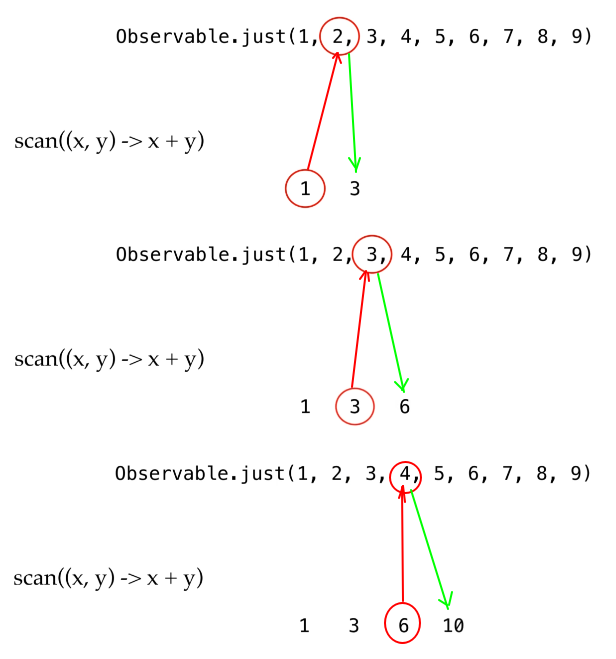 Observable.just(1, 2, 3, 4, 5, 6, 7, 8, 9)
scan((x, y) -> x + y)
1 3
Observable.just(1, 2, 3, 4, 5, 6, 7, 8, 9)
scan((x, y) -> x + y)
1 3 6
Observable.just(1, 2, 3, 4, 5, 6, 7, 8, 9)
scan((x, y) -> x + y)
1 3 6 10